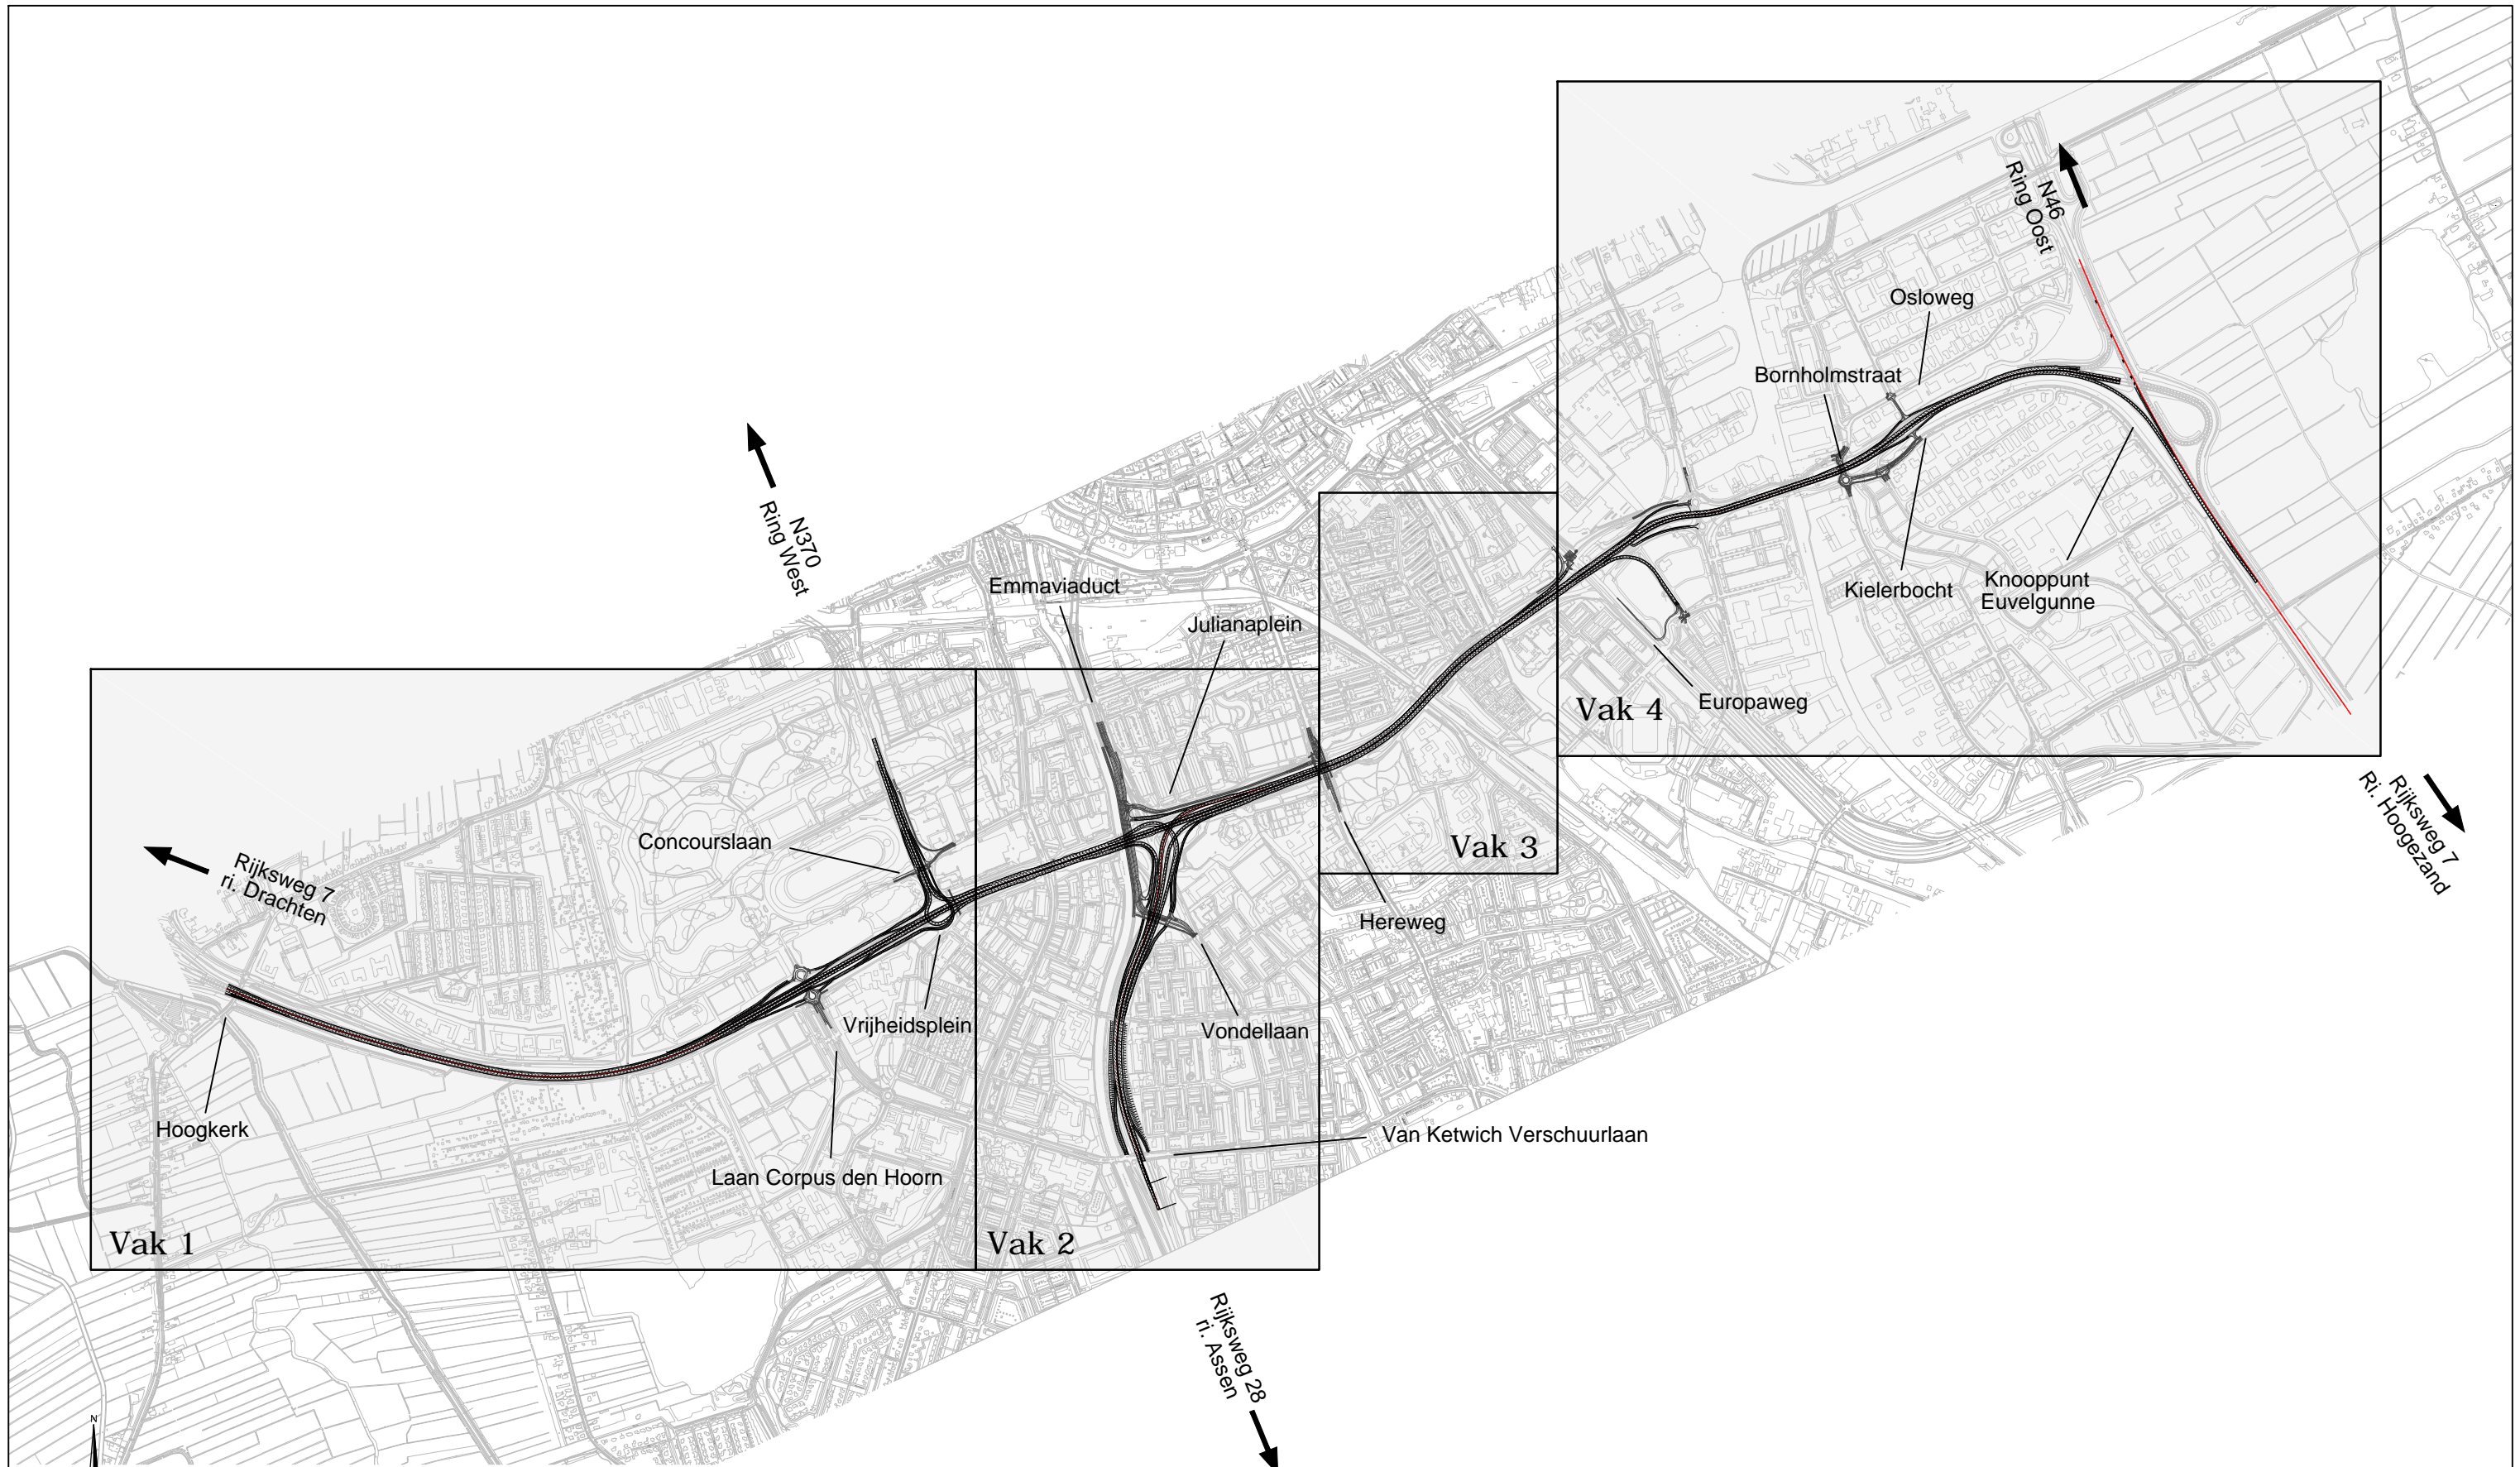 N46
Ring Oost
Osloweg
Bornholmstraat
N370
Ring West
Emmaviaduct
Julianaplein
Kielerbocht
Knooppunt
Euvelgunne
Vak 4
Europaweg
Rijksweg 7
Ri. Hoogezand
Concourslaan
Vak 3
Rijksweg 7
ri. Drachten
Hereweg
Vrijheidsplein
Vondellaan
Hoogkerk
Van Ketwich Verschuurlaan
Laan Corpus den Hoorn
Vak 1
Vak 2
Rijksweg 28
ri. Assen
N